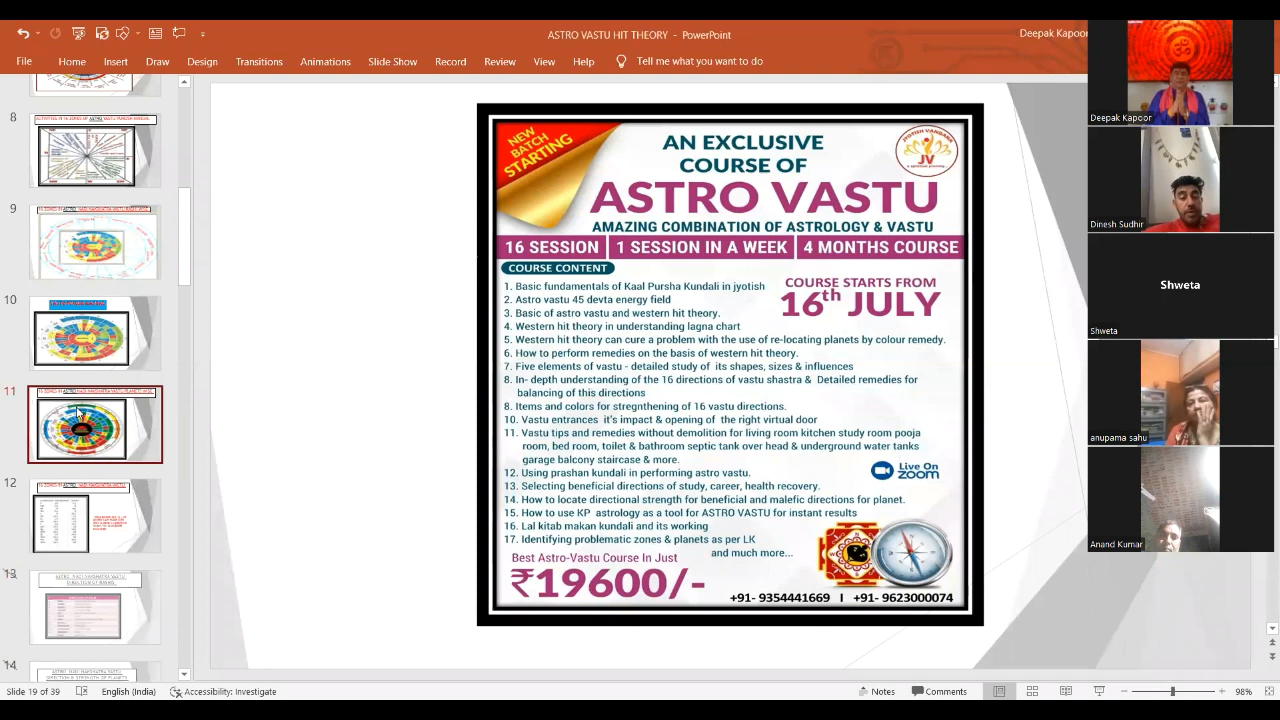 ASTRO VASTU HIT THEORY - PowerPoint
Deepak Kapoor
File Home Insert Draw Design Transitions Animations Slide Show Record Review View Help Tell me what you want to do
8
9
10
11
12
13
14
NEW BATCH STARTING
JYOTISH VANDANA
JV
AN EXCLUSIVE
COURSE OF
ASTRO VASTU
AMAZING COMBINATION OF ASTROLOGY & VASTU
16 SESSION 1 SESSION IN A WEEK 4 MONTHS COURSE
COURSE CONTENT
COURSE STARTS FROM
16th JULY
1. Basic fundamentals of Kaal Pursha Kundali in jyotish
2. Astro vastu 45 devta energy field
3. Basic of astro vastu and western hit theory.
4. Western hit theory in understanding lagna chart
5. Western hit theory can cure a problem with the use of re-locating planets by colour remedy.
6. How to perform remedies on the basis of western hit theory.
7. Five elements of vastu - detailed study of its shapes, sizes & influences
8. In- depth understanding of the 16 directions of vastu shastra & Detailed remedies for
balancing of this directions
8. Items and colors for stregnthening of 16 vastu directions.
10. Vastu entrances it's impact & opening of the right virtual door
11. Vastu tips and remedies without demolition for living room kitchen study room pooja
room, bed room, toilet & bathroom septic tank over head & underground water tanks
garage balcony staircase & more.
12. Using prashan kundali in performing astro vastu.
13. Selecting beneficial directions of study, career, health recovery.
14. How to locate directional strength for beneficial and malefic directions for planet.
15. How to use KP astrology as a tool for ASTRO VASTU for instant results
16. Lal kitab makan kundali and its working
17. Identifying problematic zones & planets as per LK
and much more...
Live On
zoom
Best Astro-Vastu Course In Just
₹19600/-
+91- 9354441669 I +91- 9623000074
Deepak Kapoor
Dinesh Sudhir
Shweta
Shweta
anupama sahu
Anand Kumar
Slide 19 of 39 English (India) Accessibility: Investigate Notes Comments 98%